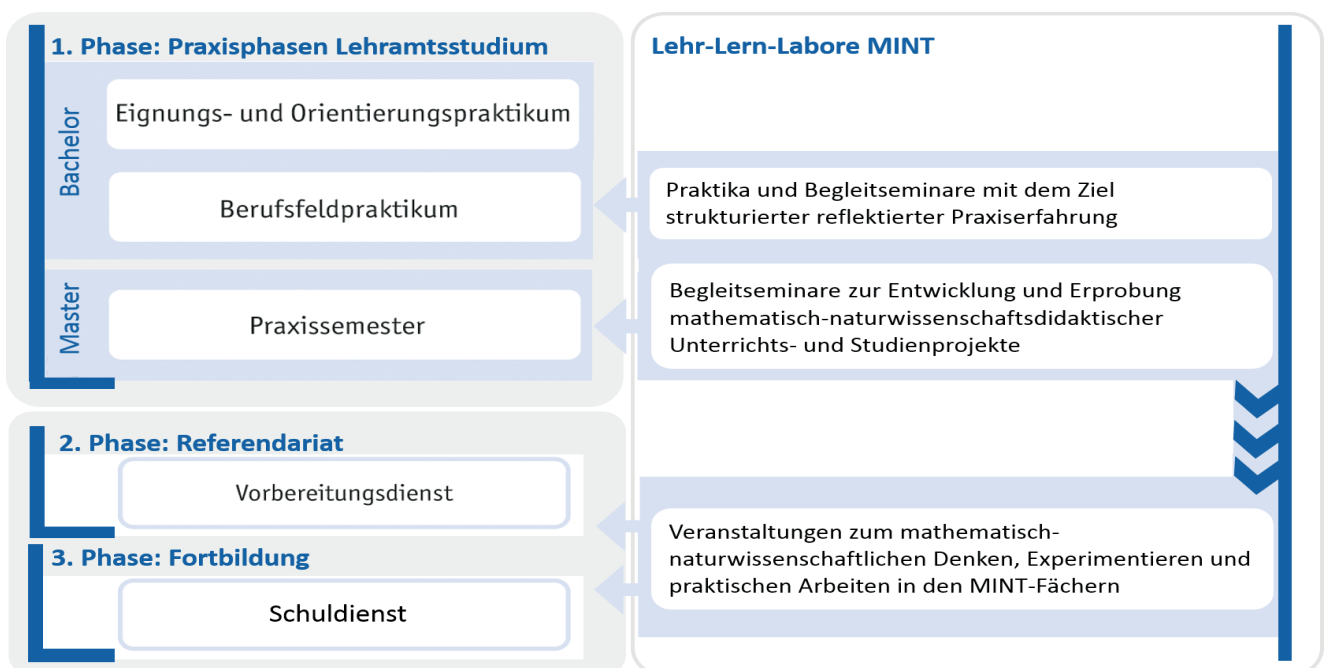 1. Phase: Praxisphasen Lehramtsstudium
Bachelor
Eignungs- und Orientierungspraktikum
Berufsfeldpraktikum
Master
Praxissemester
2. Phase: Referendariat
Vorbereitungsdienst
3. Phase: Fortbildung
Schuldienst
Lehr-Lern-Labore MINT
Praktika und Begleitseminare mit dem Ziel
strukturierter reflektierter Praxiserfahrung
Begleitseminare zur Entwicklung und Erprobung
mathematisch-naturwissenschaftsdidaktischer
Unterrichts- und Studienprojekte
Veranstaltungen zum mathematisch-
naturwissenschaftlichen Denken, Experimentieren und
praktischen Arbeiten in den MINT-Fächern